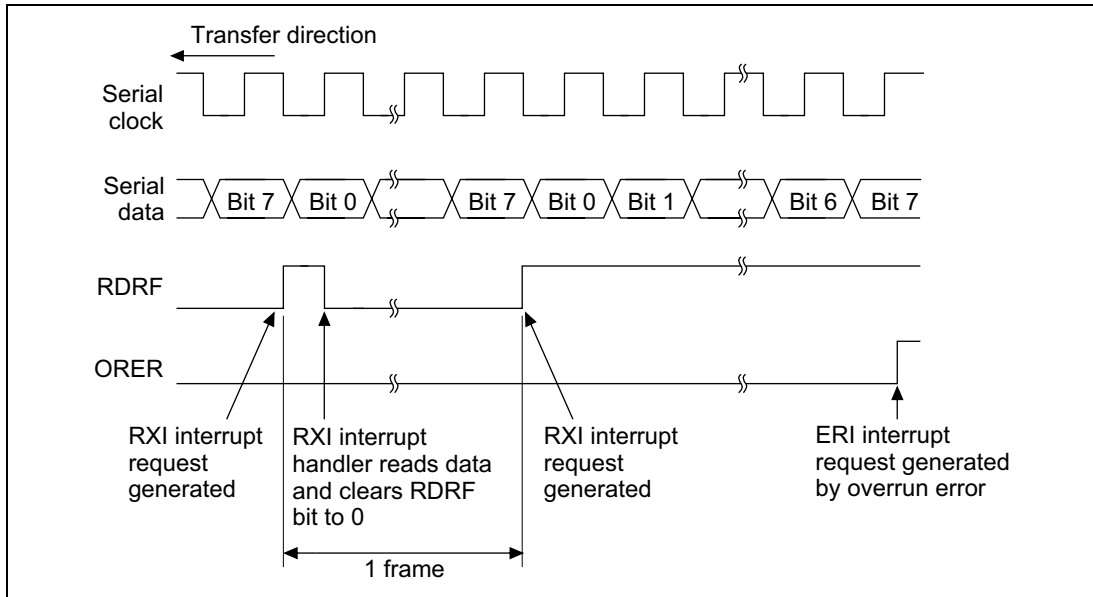 Transfer direction
Serial
clock
Serial
data
Bit 7
Bit 0
Bit 7
Bit 0
Bit 1
Bit 6
Bit 7
RDRF
ORER
RXI interrupt
request
generated
RXI interrupt
handler reads data
and clears RDRF
bit to 0
RXI interrupt
request
generated
ERI interrupt
request generated
by overrun error
1 frame